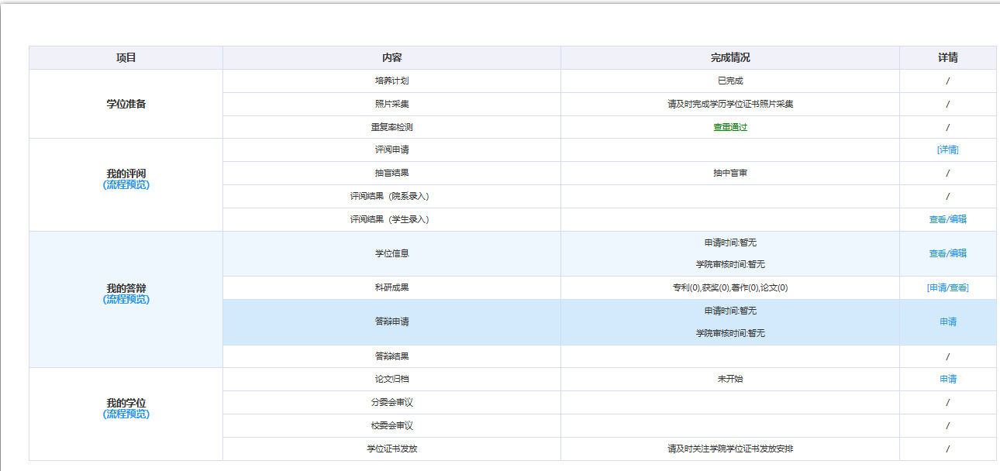 项目 内容 完成情况 详情
学位准备
培养计划 已完成 /
照片采集 请及时完成学历学位证书照片采集 /
重复率检测 查重通过 /
我的评阅
(流程预览)
评阅申请 [详情]
抽盲结果 抽中盲审 /
评阅结果（院系录入） /
评阅结果（学生录入） 查看/编辑
我的答辩
(流程预览)
学位信息
申请时间:暂无
学院审核时间:暂无
查看/编辑
科研成果 专利(0),获奖(0),著作(0),论文(0) [申请/查看]
答辩申请
申请时间:暂无
学院审核时间:暂无
申请
答辩结果 /
我的学位
(流程预览)
论文归档 未开始 申请
分委会审议 /
校委会审议 /
学位证书发放 请及时关注学院学位证书发放安排 /